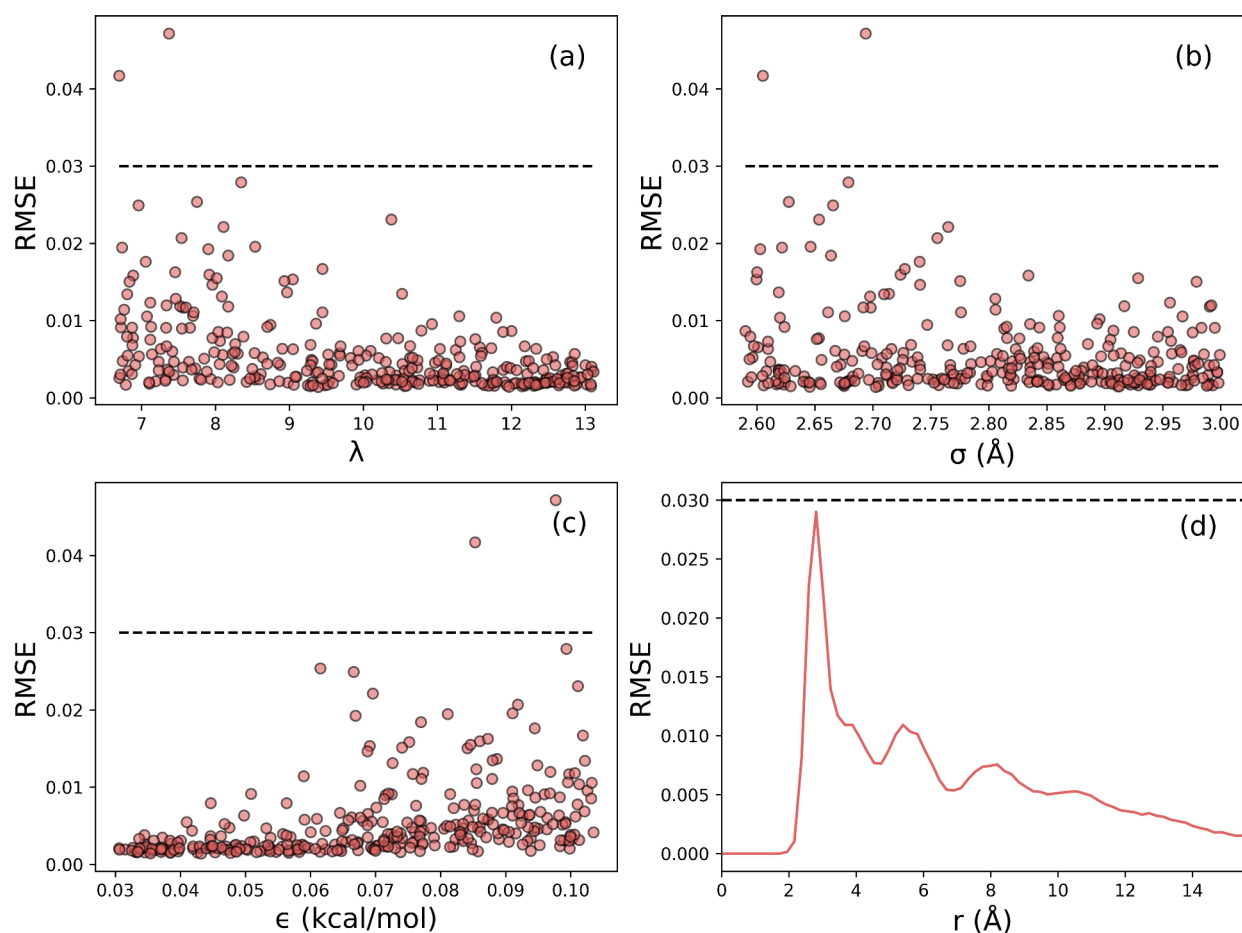 (a)
RMSE
0.04
0.03
0.02
0.01
0.00
7 8 9 10 11 12 13
λ
(b)
RMSE
0.04
0.03
0.02
0.01
0.00
2.60 2.65 2.70 2.75 2.80 2.85 2.90 2.95 3.00
σ (Å)
(c)
RMSE
0.04
0.03
0.02
0.01
0.00
0.03 0.04 0.05 0.06 0.07 0.08 0.09 0.10
ϵ (kcal/mol)
(d)
RMSE
0.030
0.025
0.020
0.015
0.010
0.005
0.000
0 2 4 6 8 10 12 14
r (Å)